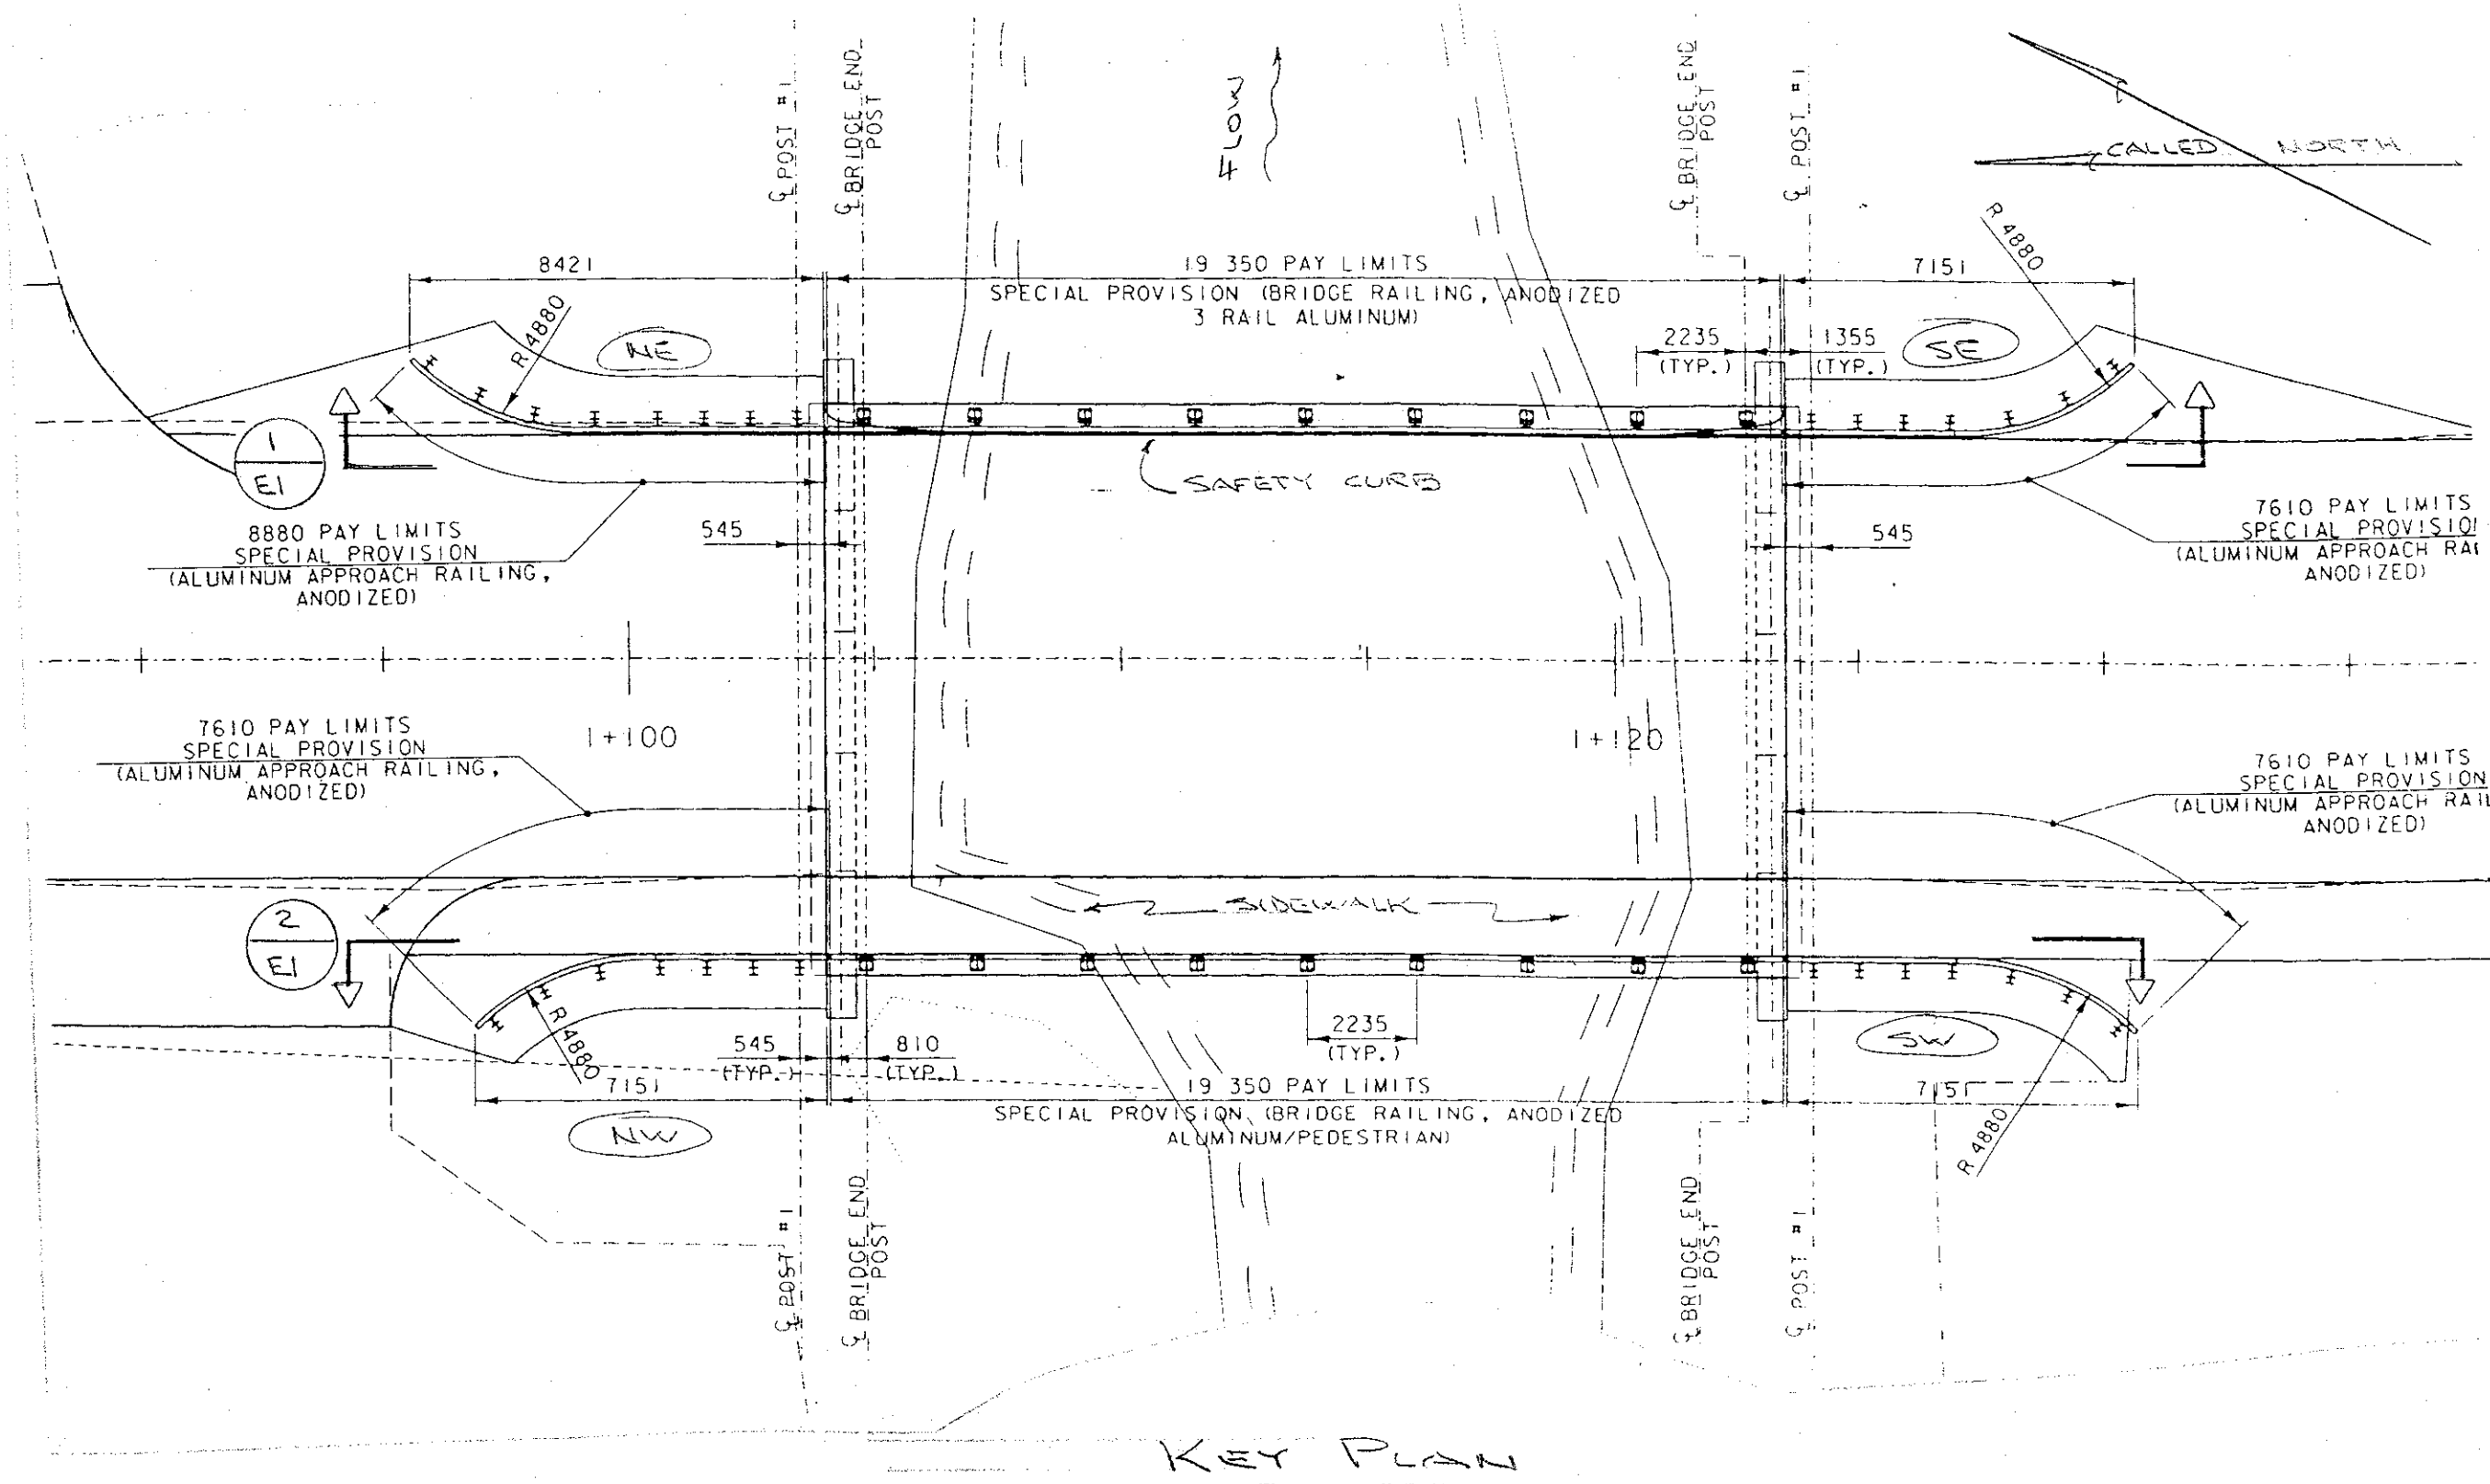 ℄ POST #1
℄ BRIDGE END
POST
FLOW
℄ BRIDGE END
POST
℄ POST #1
CALLED NORTH
8421
19 350 PAY LIMITS
SPECIAL PROVISION (BRIDGE RAILING, ANODIZED
3 RAIL ALUMINUM)
7151
R 4880
R 4880
NE
2235
(TYP.)
1355
(TYP.)
SE
1
E1
SAFETY CURB
8880 PAY LIMITS
SPECIAL PROVISION
(ALUMINUM APPROACH RAILING,
ANODIZED)
545
545
7610 PAY LIMITS
SPECIAL PROVISIO
(ALUMINUM APPROACH RAI
ANODIZED)
7610 PAY LIMITS
SPECIAL PROVISION
(ALUMINUM APPROACH RAILING,
ANODIZED)
1+100
1+120
7610 PAY LIMITS
SPECIAL PROVISION
(ALUMINUM APPROACH RAIL
ANODIZED)
2
E1
SIDEWALK
R 4880
545
(TYP.)
810
(TYP.)
2235
(TYP.)
SW
7151
19 350 PAY LIMITS
SPECIAL PROVISION (BRIDGE RAILING, ANODIZED
ALUMINUM/PEDESTRIAN)
7151
R 4880
NW
℄ POST #1
℄ BRIDGE END
POST
℄ BRIDGE END
POST
℄ POST #1
KEY PLAN